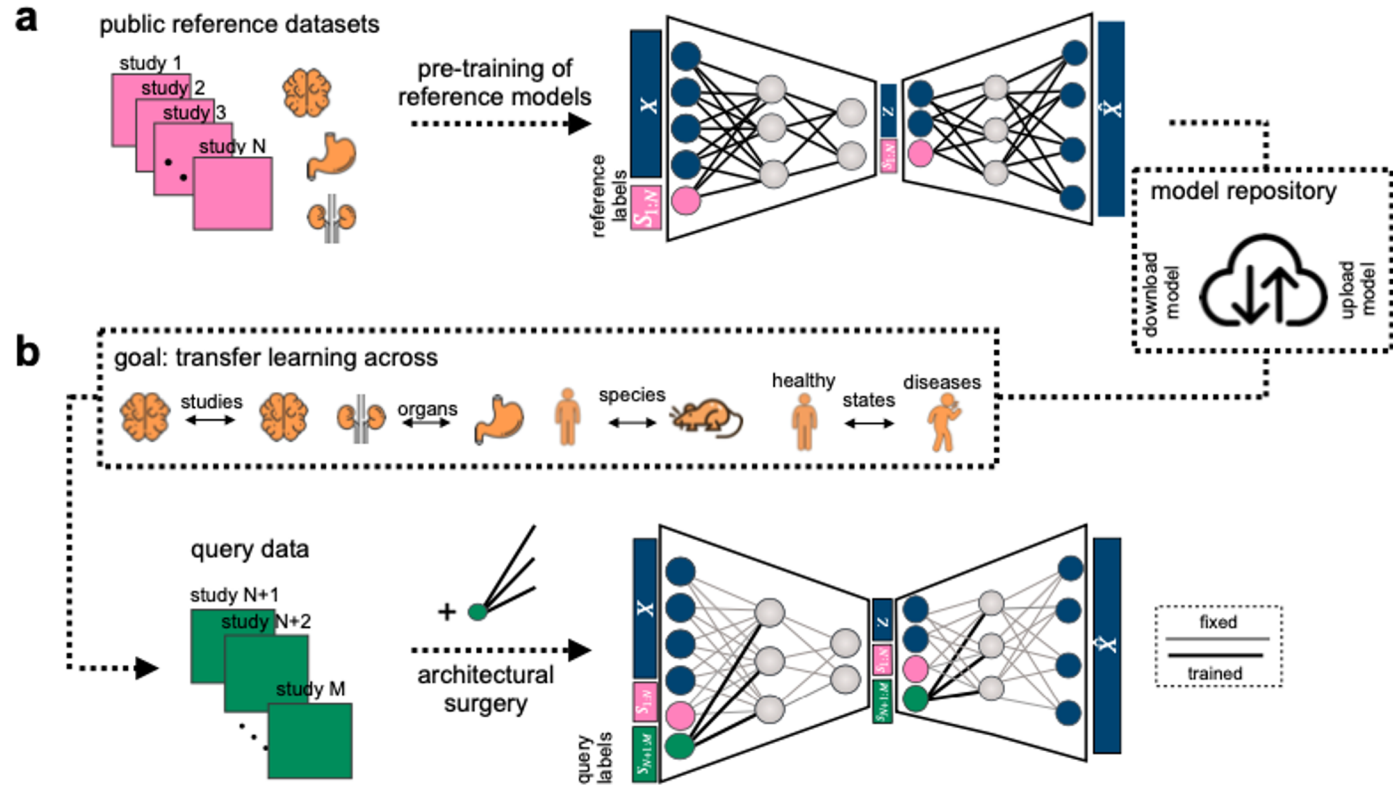 a
public reference datasets
study 1
study 2
study 3
study N
pre-training of
reference models
reference
labels
X
S1:N
Z
S1:N
X̂
model repository
download
model
upload
model
b
goal: transfer learning across
studies
organs
species
healthy
states
diseases
query data
study N+1
study N+2
study M
+
architectural
surgery
query
labels
X
S1:N
SN+1:M
Z
S1:N
SN+1:M
X̂
fixed
trained